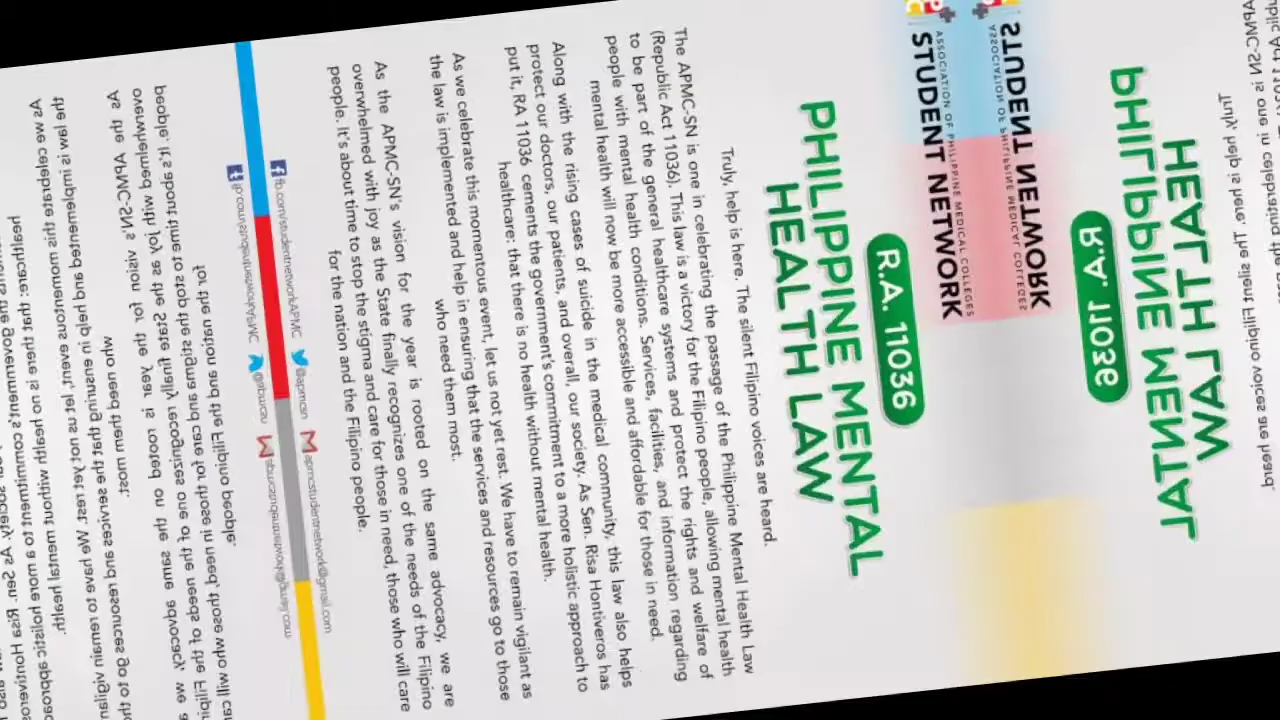 ASSOCIATION OF PHILIPPINE MEDICAL COLLEGES
STUDENT NETWORK
R.A. 11036
PHILIPPINE MENTAL
HEALTH LAW
Truly, help is here. The silent Filipino voices are heard.
The APMC-SN is one in celebrating the passage of the Philippine Mental Health Law
(Republic Act 11036). This law is a victory for the Filipino people, allowing mental health
to be part of the general healthcare systems and protect the rights and welfare of
people with mental health conditions. Services, facilities, and information regarding
mental health will now be more accessible and affordable for those in need.
Along with the rising cases of suicide in the medical community, this law also helps
protect our doctors, our patients, and overall, our society. As Sen. Risa Hontiveros has
put it, RA 11036 cements the government's commitment to a more holistic approach to
healthcare: that there is no health without mental health.
As we celebrate this momentous event, let us not yet rest. We have to remain vigilant as
the law is implemented and help in ensuring that the services and resources go to those
who need them most.
As the APMC-SN's vision for the year is rooted on the same advocacy, we are
overwhelmed with joy as the State finally recognizes one of the needs of the Filipino
people. It's about time to stop the stigma and care for those in need, those who will care
for the nation and the Filipino people.
fb.com/studentnetworkAPMC @apmcsn apmcstudentnetwork@gmail.com